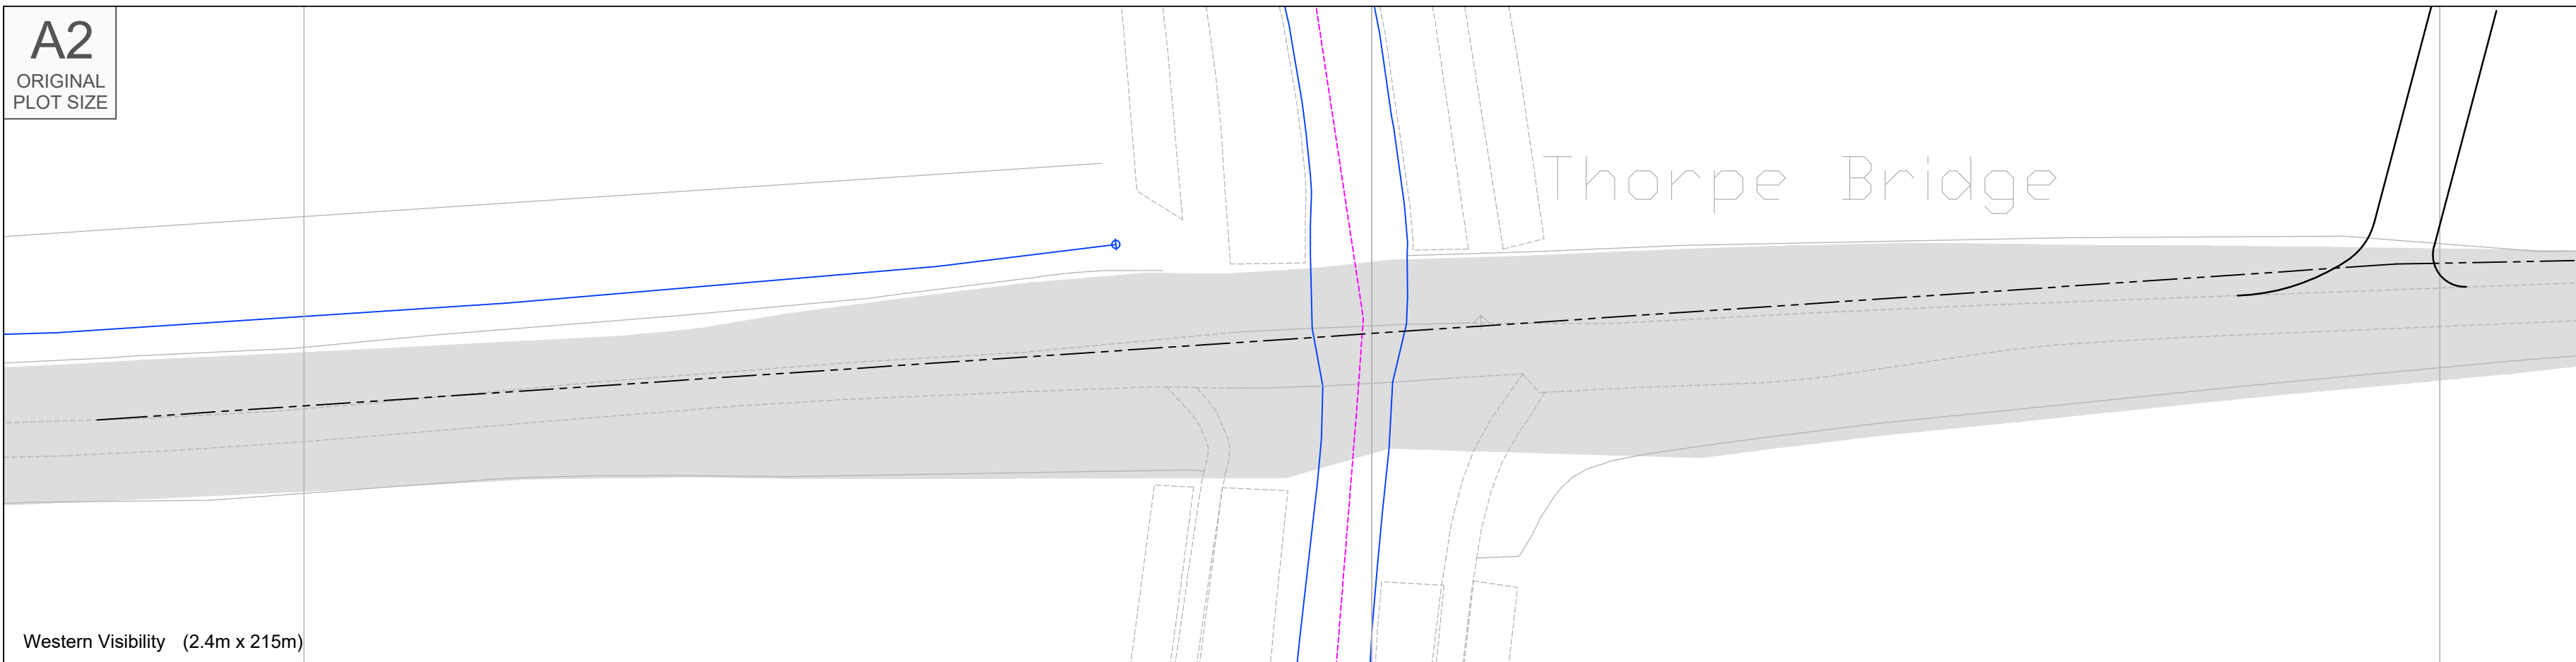 A2
ORIGINAL
PLOT SIZE
Thorpe Bridge
Western Visibility (2.4m x 215m)